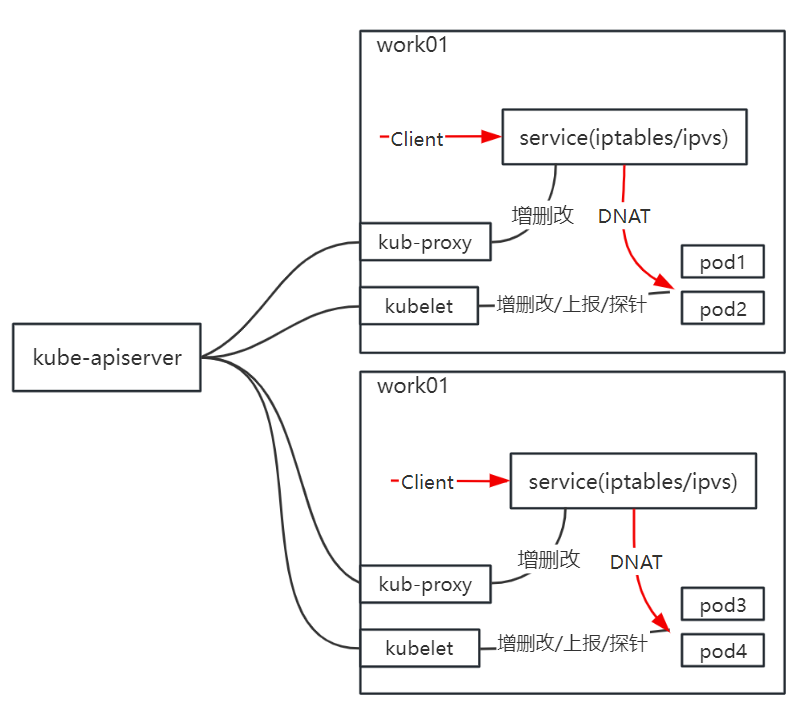 work01
Client
service(iptables/ipvs)
增删改
DNAT
kub-proxy
pod1
kubelet
增删改/上报/探针
pod2
kube-apiserver
work01
Client
service(iptables/ipvs)
增删改
DNAT
kub-proxy
pod3
kubelet
增删改/上报/探针
pod4